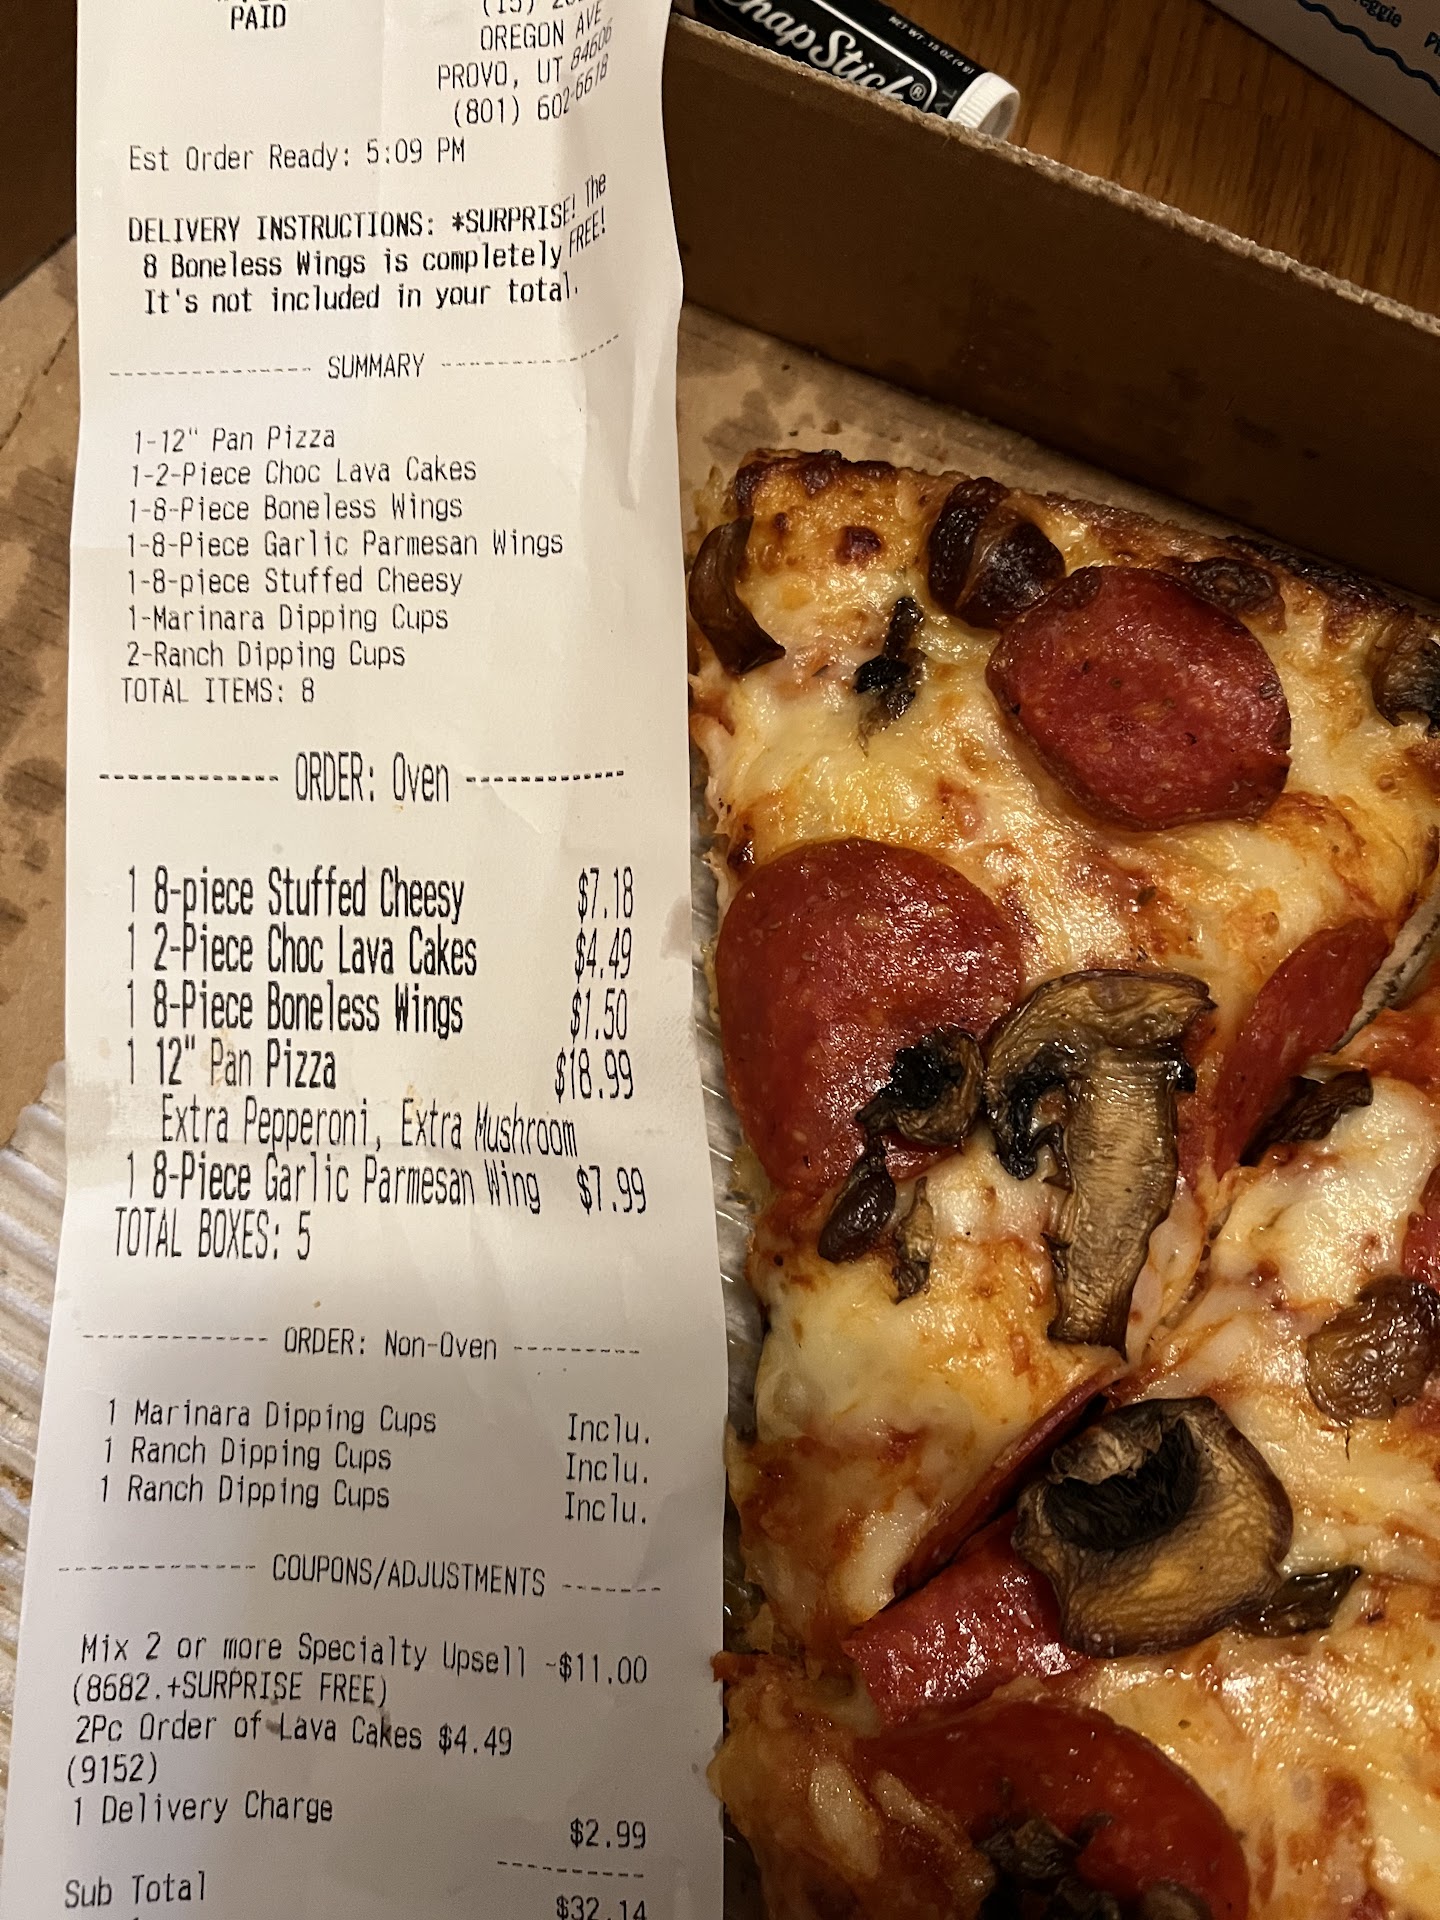 PAID
OREGON AVE
PROVO, UT 84606
(801) 602-6618
Est Order Ready: 5:09 PM
DELIVERY INSTRUCTIONS: *SURPRISE! The
8 Boneless Wings is completely FREE!
It's not included in your total.
SUMMARY
1-12" Pan Pizza
1-2-Piece Choc Lava Cakes
1-8-Piece Boneless Wings
1-8-Piece Garlic Parmesan Wings
1-8-piece Stuffed Cheesy
1-Marinara Dipping Cups
2-Ranch Dipping Cups
TOTAL ITEMS: 8
ORDER: Oven
1 8-piece Stuffed Cheesy $7.18
1 2-Piece Choc Lava Cakes $4.49
1 8-Piece Boneless Wings $1.50
1 12" Pan Pizza $18.99
Extra Pepperoni, Extra Mushroom
1 8-Piece Garlic Parmesan Wing $7.99
TOTAL BOXES: 5
ORDER: Non-Oven
1 Marinara Dipping Cups Inclu.
1 Ranch Dipping Cups Inclu.
1 Ranch Dipping Cups Inclu.
COUPONS/ADJUSTMENTS
Mix 2 or more Specialty Upsell -$11.00
(8682.+SURPRISE FREE)
2Pc Order of Lava Cakes $4.49
(9152)
1 Delivery Charge $2.99
Sub Total $32.14
ChapStick®
NET WT .15 OZ (4 g)